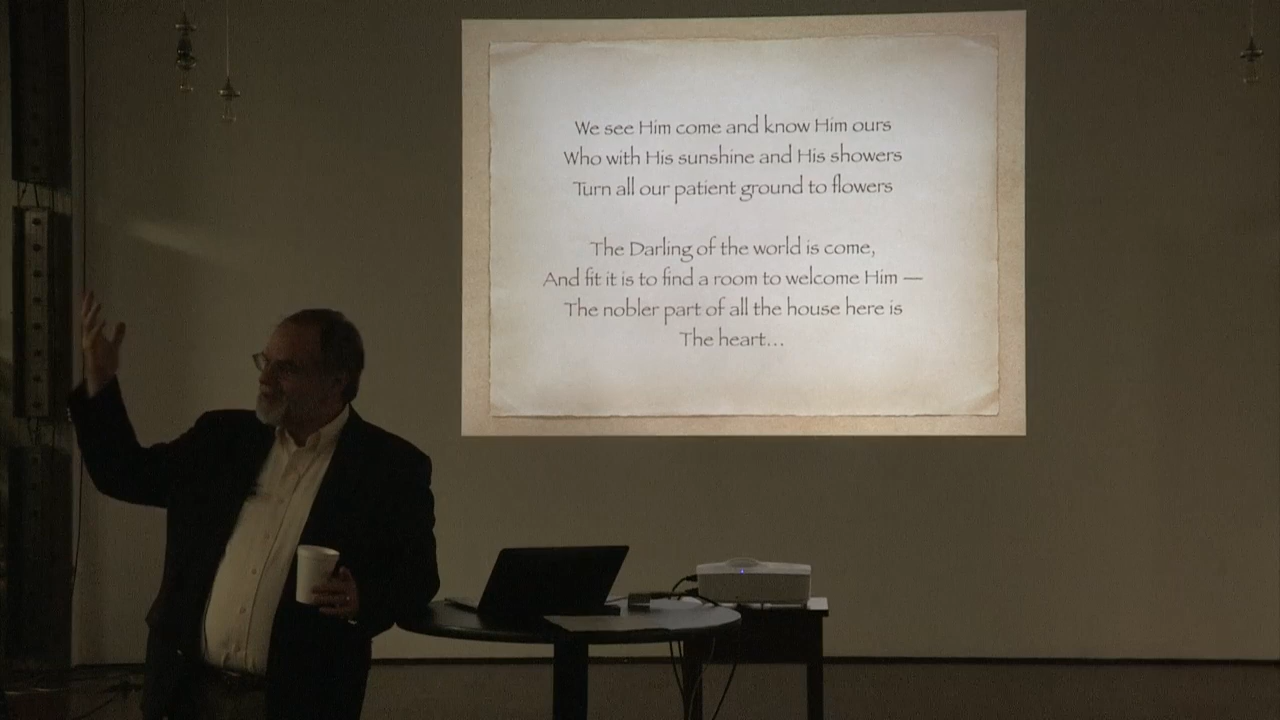 We see Him come and know Him ours
Who with His sunshine and His showers
Turn all our patient ground to flowers
The Darling of the world is come,
And fit it is to find a room to welcome Him —
The nobler part of all the house here is
The heart…